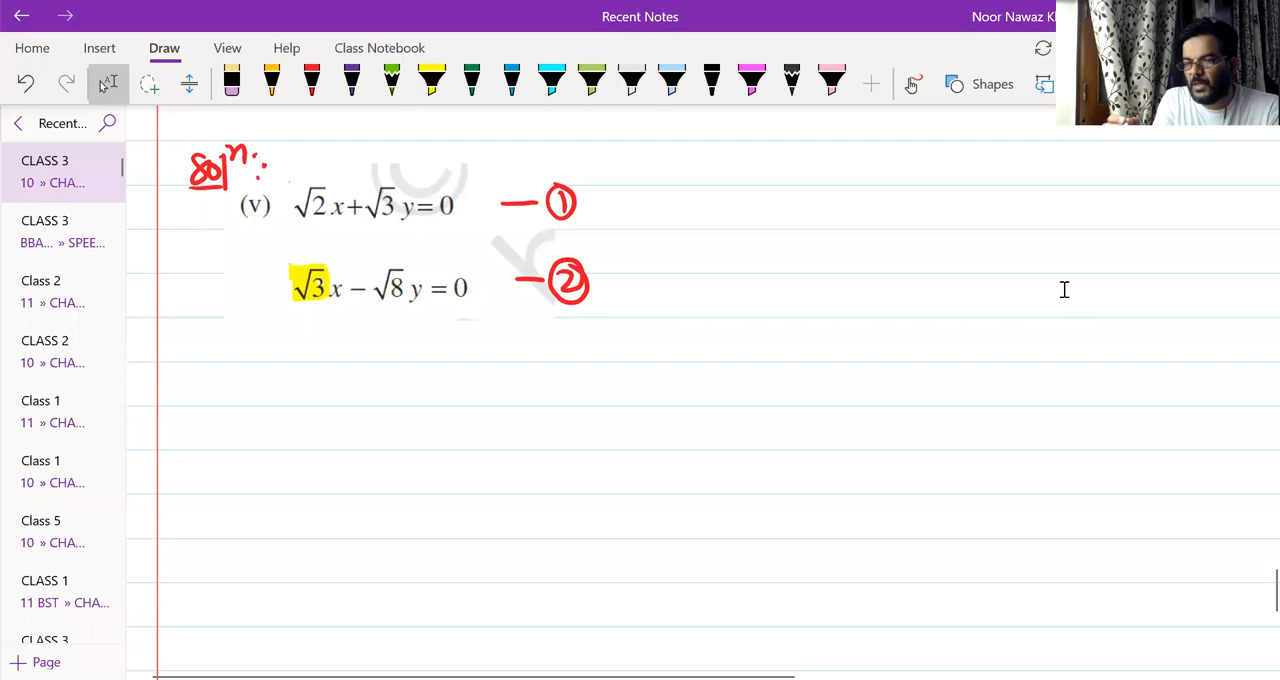 Recent Notes
Noor Nawaz Kh
Home Insert Draw View Help Class Notebook
Shapes
Recent...
CLASS 3
10 » CHA...
CLASS 3
BBA... » SPEE...
Class 2
11 » CHA...
CLASS 2
10 » CHA...
Class 1
11 » CHA...
Class 1
10 » CHA...
Class 5
10 » CHA...
CLASS 1
11 BST » CHA...
CLASS 3
Page
Solⁿ:
(v) √2 x+√3 y=0 — ①
√3 x − √8 y = 0 — ②